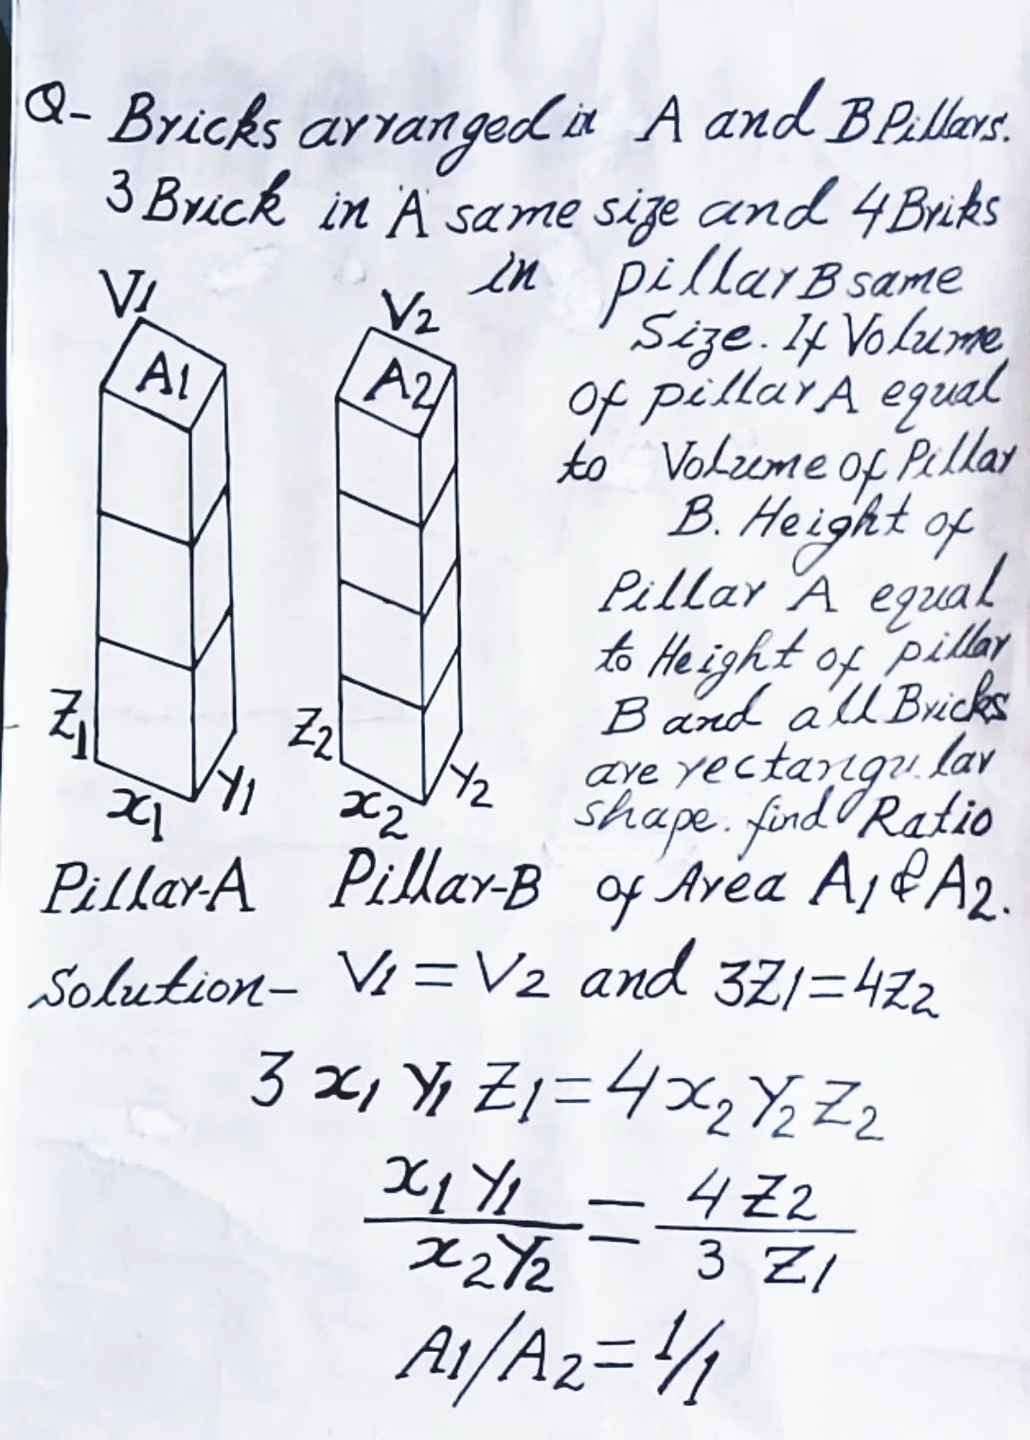 Q- Bricks arranged in A and B Pillars.
3 Brick in A same size and 4 Briks
in pillar B same
Size. If Volume
of pillar A equal
to Volume of Pillar
B. Height of
Pillar A equal
to Height of pillar
B and all Bricks
are rectangular
shape. find Ratio
of Area A1 & A2.
V1
A1
Z1
x1
Y1
Pillar-A
V2
A2
Z2
x2
Y2
Pillar-B
Solution- V1 = V2 and 3Z1=4Z2
3 x1 Y1 Z1 = 4 x2 Y2 Z2
x1 Y1 / x2 Y2 = 4 Z2 / 3 Z1
A1/A2 = 1/1